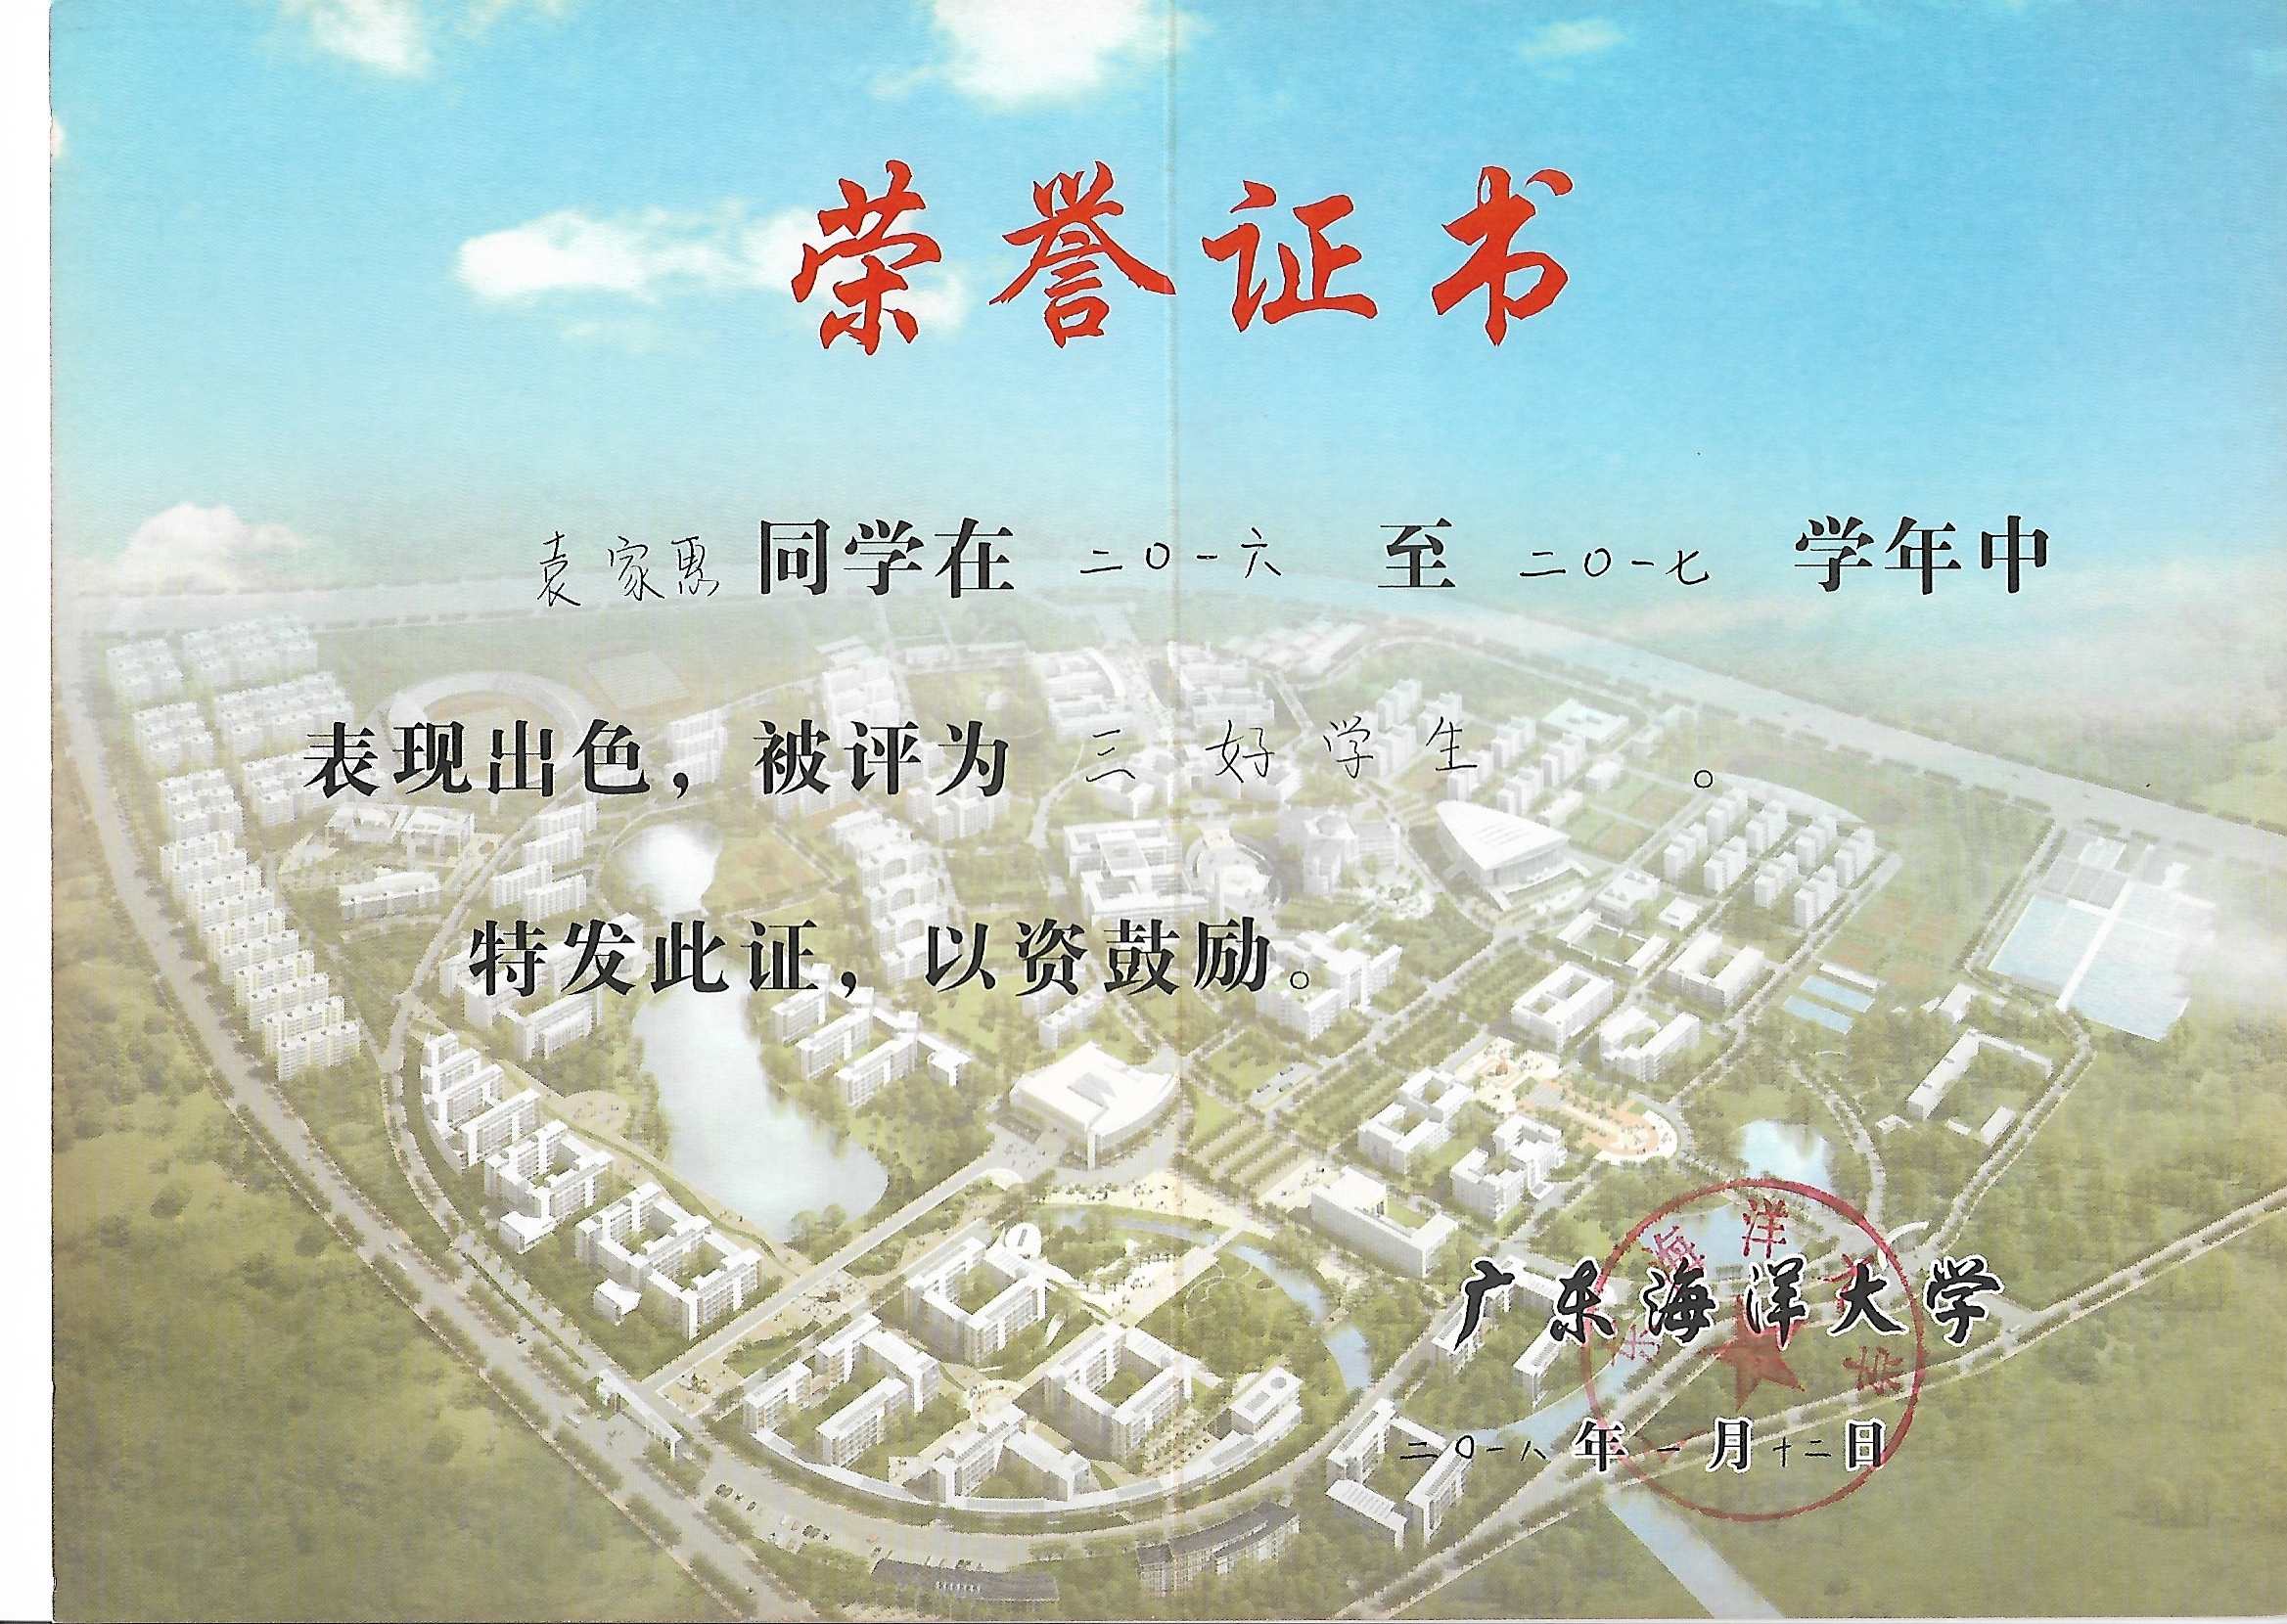 荣誉证书
袁家惠同学在 二〇一六 至 二〇一七 学年中
表现出色，被评为 三好学生 。
特发此证，以资鼓励。
广东海洋大学
二〇一八年一月十二日